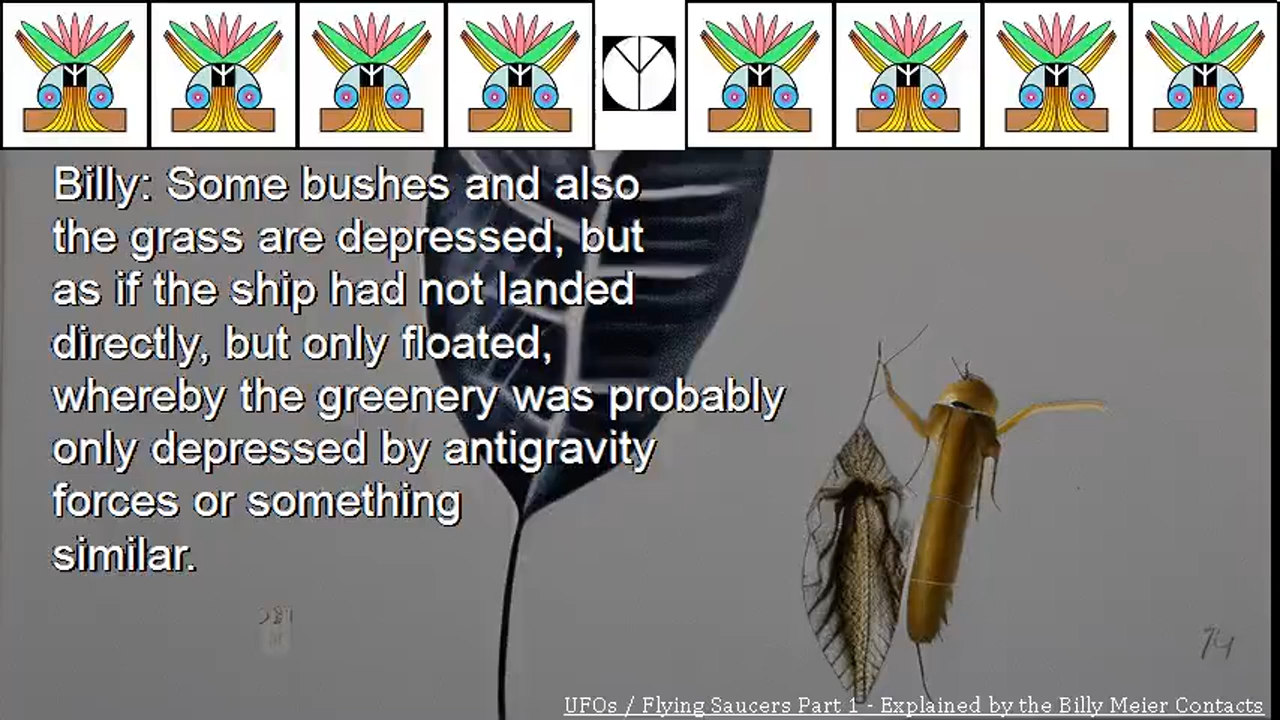 Billy: Some bushes and also
the grass are depressed, but
as if the ship had not landed
directly, but only floated,
whereby the greenery was probably
only depressed by antigravity
forces or something
similar.
UFOs / Flying Saucers Part 1 - Explained by the Billy Meier Contacts